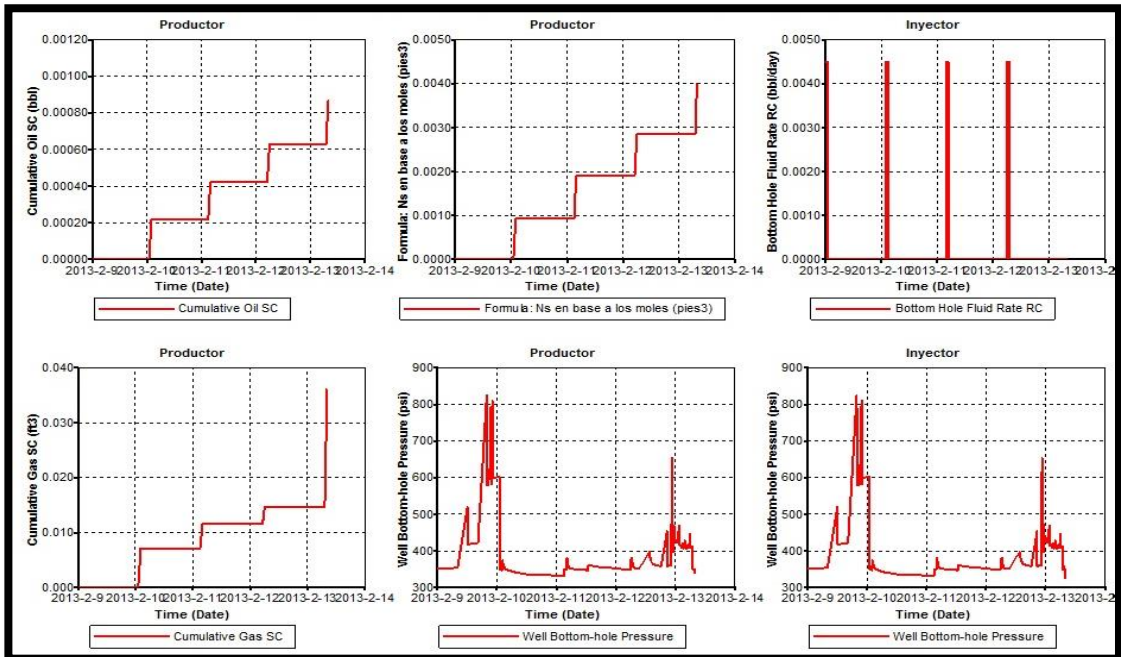 Productor
Cumulative Oil SC (bbl)
0.00120
0.00100
0.00080
0.00060
0.00040
0.00020
0.00000
2013-2-9 2013-2-10 2013-2-11 2013-2-12 2013-2-13 2013-2-14
Time (Date)
Cumulative Oil SC
Productor
Formula: Ns en base a los moles (pies3)
0.0050
0.0040
0.0030
0.0020
0.0010
0.0000
2013-2-9 2013-2-10 2013-2-11 2013-2-12 2013-2-13 2013-2-14
Time (Date)
Formula: Ns en base a los moles (pies3)
Inyector
Bottom Hole Fluid Rate RC (bbl/day)
0.0050
0.0040
0.0030
0.0020
0.0010
0.0000
2013-2-9 2013-2-10 2013-2-11 2013-2-12 2013-2-13 2013-2
Time (Date)
Bottom Hole Fluid Rate RC
Productor
Cumulative Gas SC (ft3)
0.040
0.030
0.020
0.010
0.000
2013-2-9 2013-2-10 2013-2-11 2013-2-12 2013-2-13 2013-2-14
Time (Date)
Cumulative Gas SC
Productor
Well Bottom-hole Pressure (psi)
900
800
700
600
500
400
300
2013-2-9 2013-2-10 2013-2-11 2013-2-12 2013-2-13 2013-2-14
Time (Date)
Well Bottom-hole Pressure
Inyector
Well Bottom-hole Pressure (psi)
900
800
700
600
500
400
300
2013-2-9 2013-2-10 2013-2-11 2013-2-12 2013-2-13 2013-2
Time (Date)
Well Bottom-hole Pressure